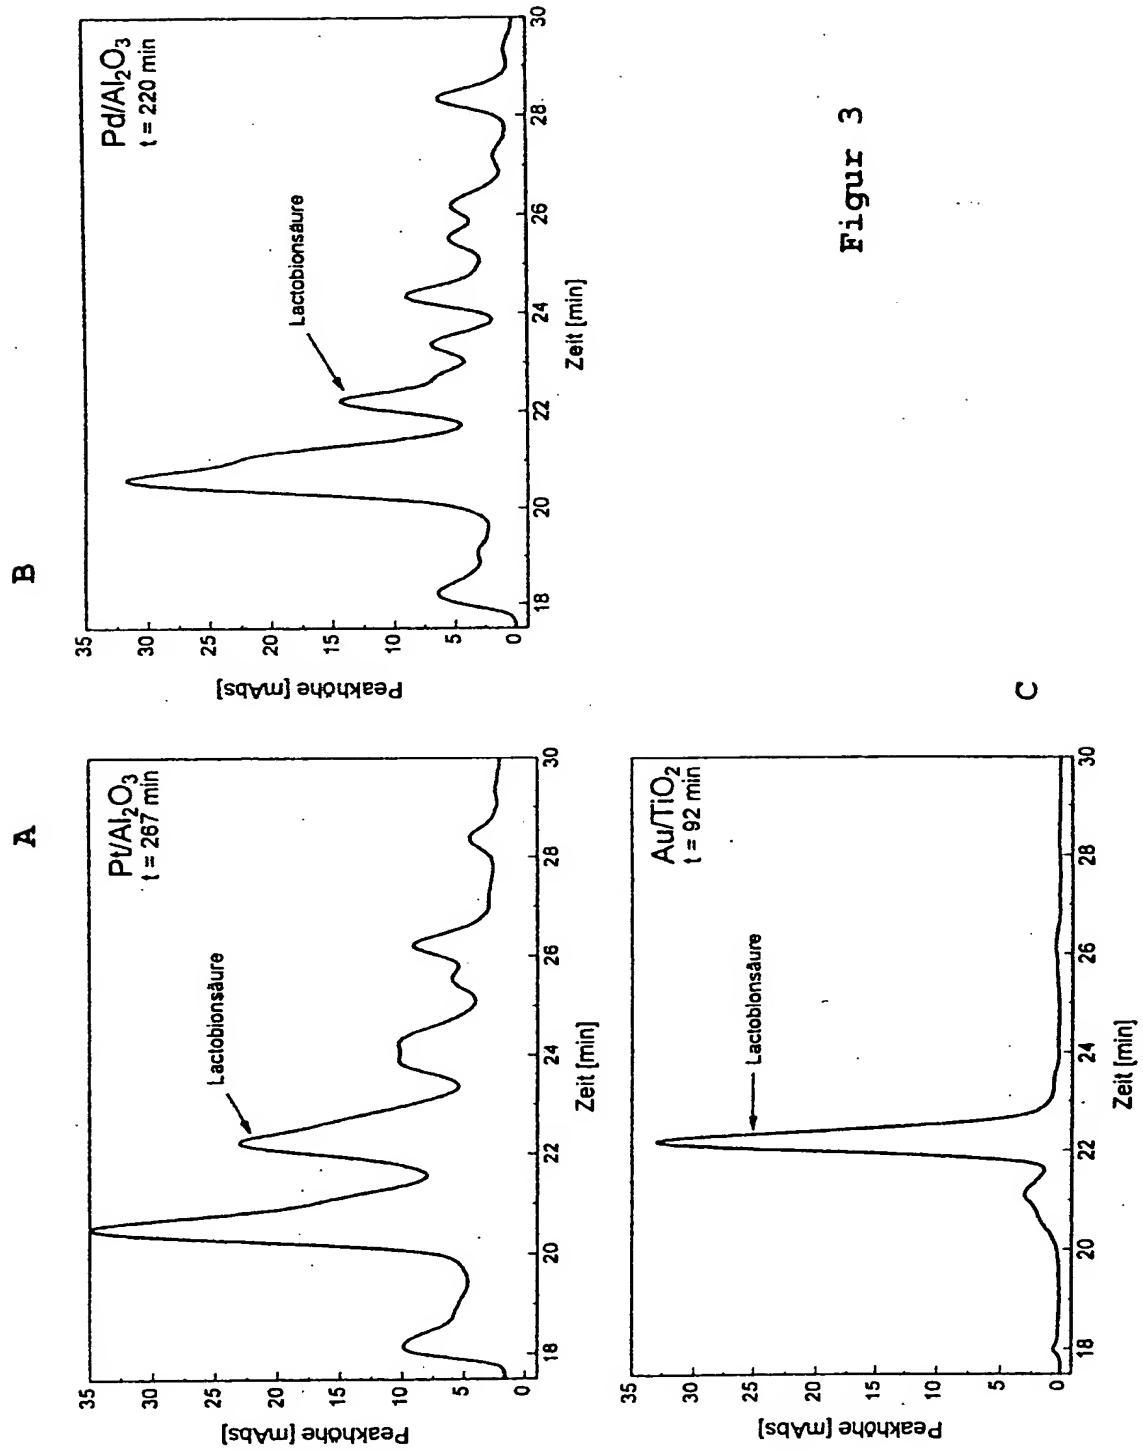 A
Pt/Al₂O₃
t = 267 min
Lactobionsäure
Peakhöhe [mAbs]
35
30
25
20
15
10
5
0
18
20
22
24
26
28
30
Zeit [min]
B
Pd/Al₂O₃
t = 220 min
Lactobionsäure
Peakhöhe [mAbs]
35
30
25
20
15
10
5
0
18
20
22
24
26
28
30
Zeit [min]
C
Au/TiO₂
t = 92 min
Lactobionsäure
Peakhöhe [mAbs]
35
30
25
20
15
10
5
0
18
20
22
24
26
28
30
Zeit [min]
Figur 3